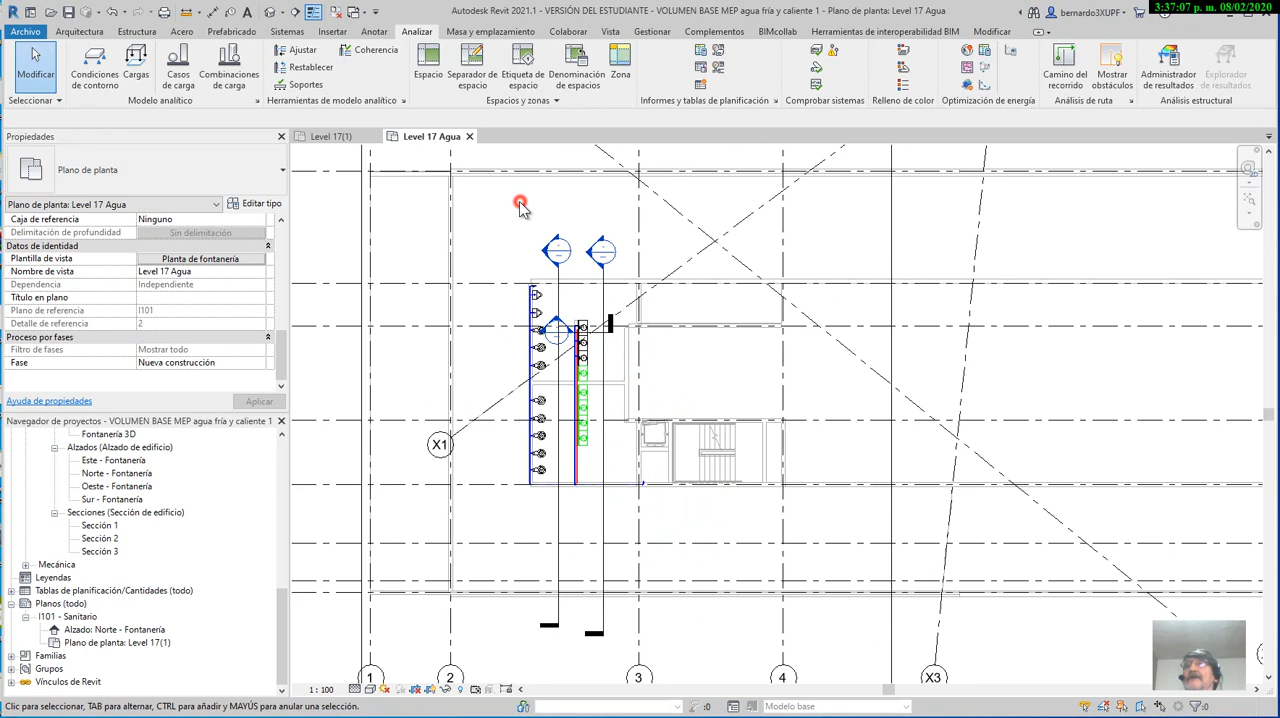 3:37:07 p. m. 08/02/2020
Autodesk Revit 2021.1 - VERSIÓN DEL ESTUDIANTE - VOLUMEN BASE MEP agua fría y caliente 1 - Plano de planta: Level 17 Agua
bernardo3XUPF
Archivo Arquitectura Estructura Acero Prefabricado Sistemas Insertar Anotar Analizar Masa y emplazamiento Colaborar Vista Gestionar Complementos BIMcollab Herramientas de interoperabilidad BIM Modificar
Modificar
Condiciones de contorno
Cargas
Casos de carga
Combinaciones de carga
Ajustar
Restablecer
Soportes
Coherencia
Espacio
Separador de espacio
Etiqueta de espacio
Denominación de espacios
Zona
Camino del recorrido
Mostrar obstáculos
Administrador de resultados
Explorador de resultados
Seleccionar Modelo analítico Herramientas de modelo analítico Espacios y zonas Informes y tablas de planificación Comprobar sistemas Relleno de color Optimización de energía Análisis de ruta Análisis estructural
Propiedades
Level 17(1)
Level 17 Agua
Plano de planta
Plano de planta: Level 17 Agua
Editar tipo
Caja de referencia Ninguno
Delimitación de profundidad Sin delimitación
Datos de identidad
Plantilla de vista Planta de fontanería
Nombre de vista Level 17 Agua
Dependencia Independiente
Título en plano
Plano de referencia I101
Detalle de referencia 2
Proceso por fases
Filtro de fases Mostrar todo
Fase Nueva construcción
Ayuda de propiedades
Aplicar
Navegador de proyectos - VOLUMEN BASE MEP agua fría y caliente 1
Fontanería 3D
Alzados (Alzado de edificio)
Este - Fontanería
Norte - Fontanería
Oeste - Fontanería
Sur - Fontanería
Secciones (Sección de edificio)
Sección 1
Sección 2
Sección 3
Mecánica
Leyendas
Tablas de planificación/Cantidades (todo)
Planos (todo)
I101 - Sanitario
Alzado: Norte - Fontanería
Plano de planta: Level 17(1)
Familias
Grupos
Vínculos de Revit
X1
1 2 3 4 X3
1 : 100
Clic para seleccionar, TAB para alternar, CTRL para añadir y MAYÚS para anular una selección.
:0
Modelo base
:0